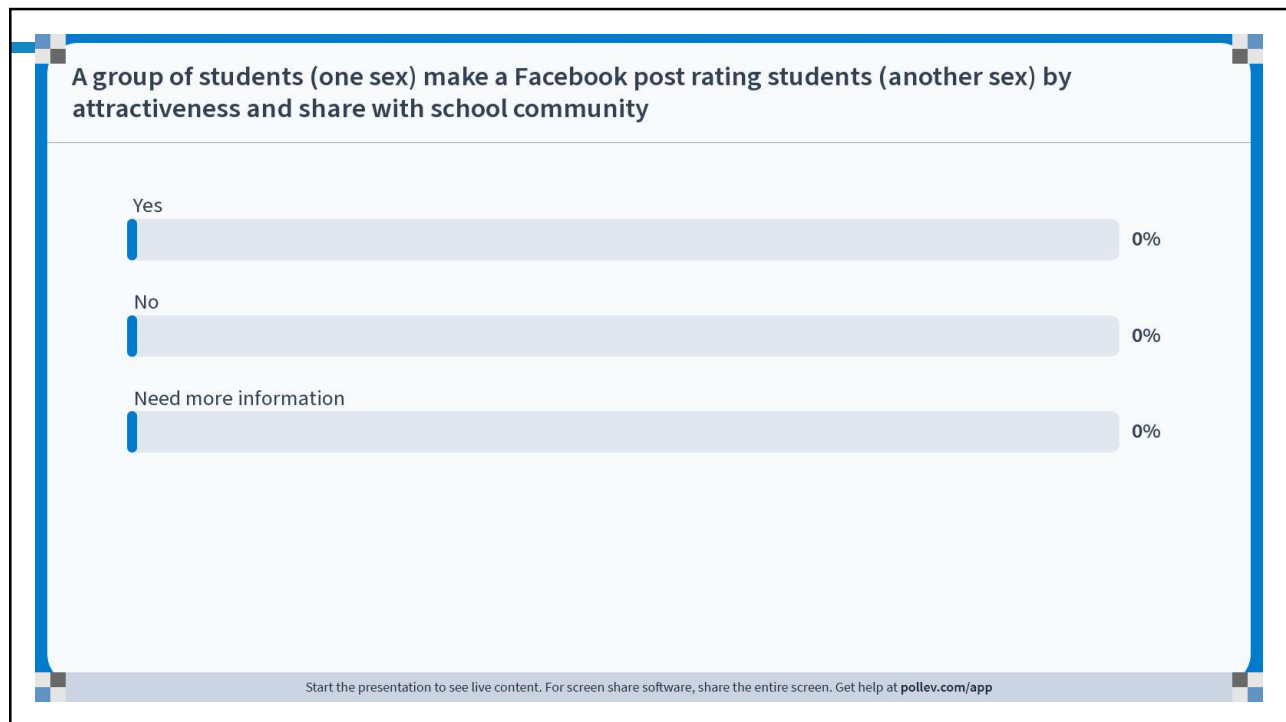 A group of students (one sex) make a Facebook post rating students (another sex) by
attractiveness and share with school community
Yes
0%
No
0%
Need more information
0%
Start the presentation to see live content. For screen share software, share the entire screen. Get help at pollev.com/app